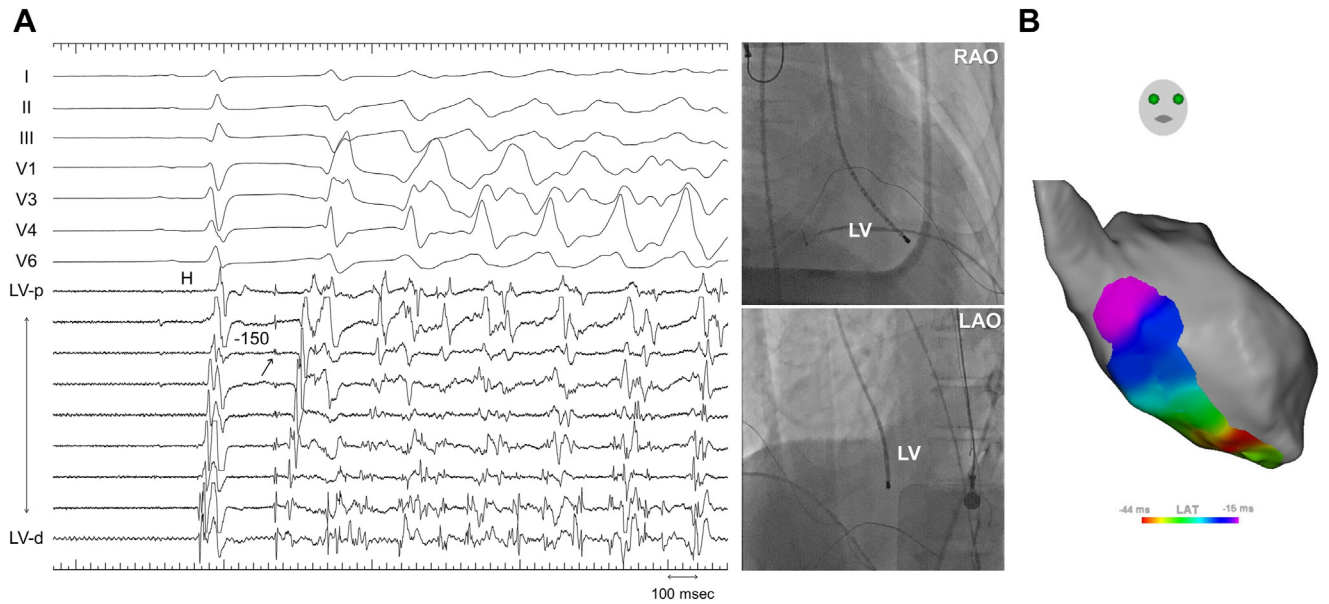 A
B
I
II
III
V1
V3
V4
V6
H
LV-p
-150
LV-d
100 msec
RAO
LV
LAO
LV
-44 ms
LAT
-15 ms